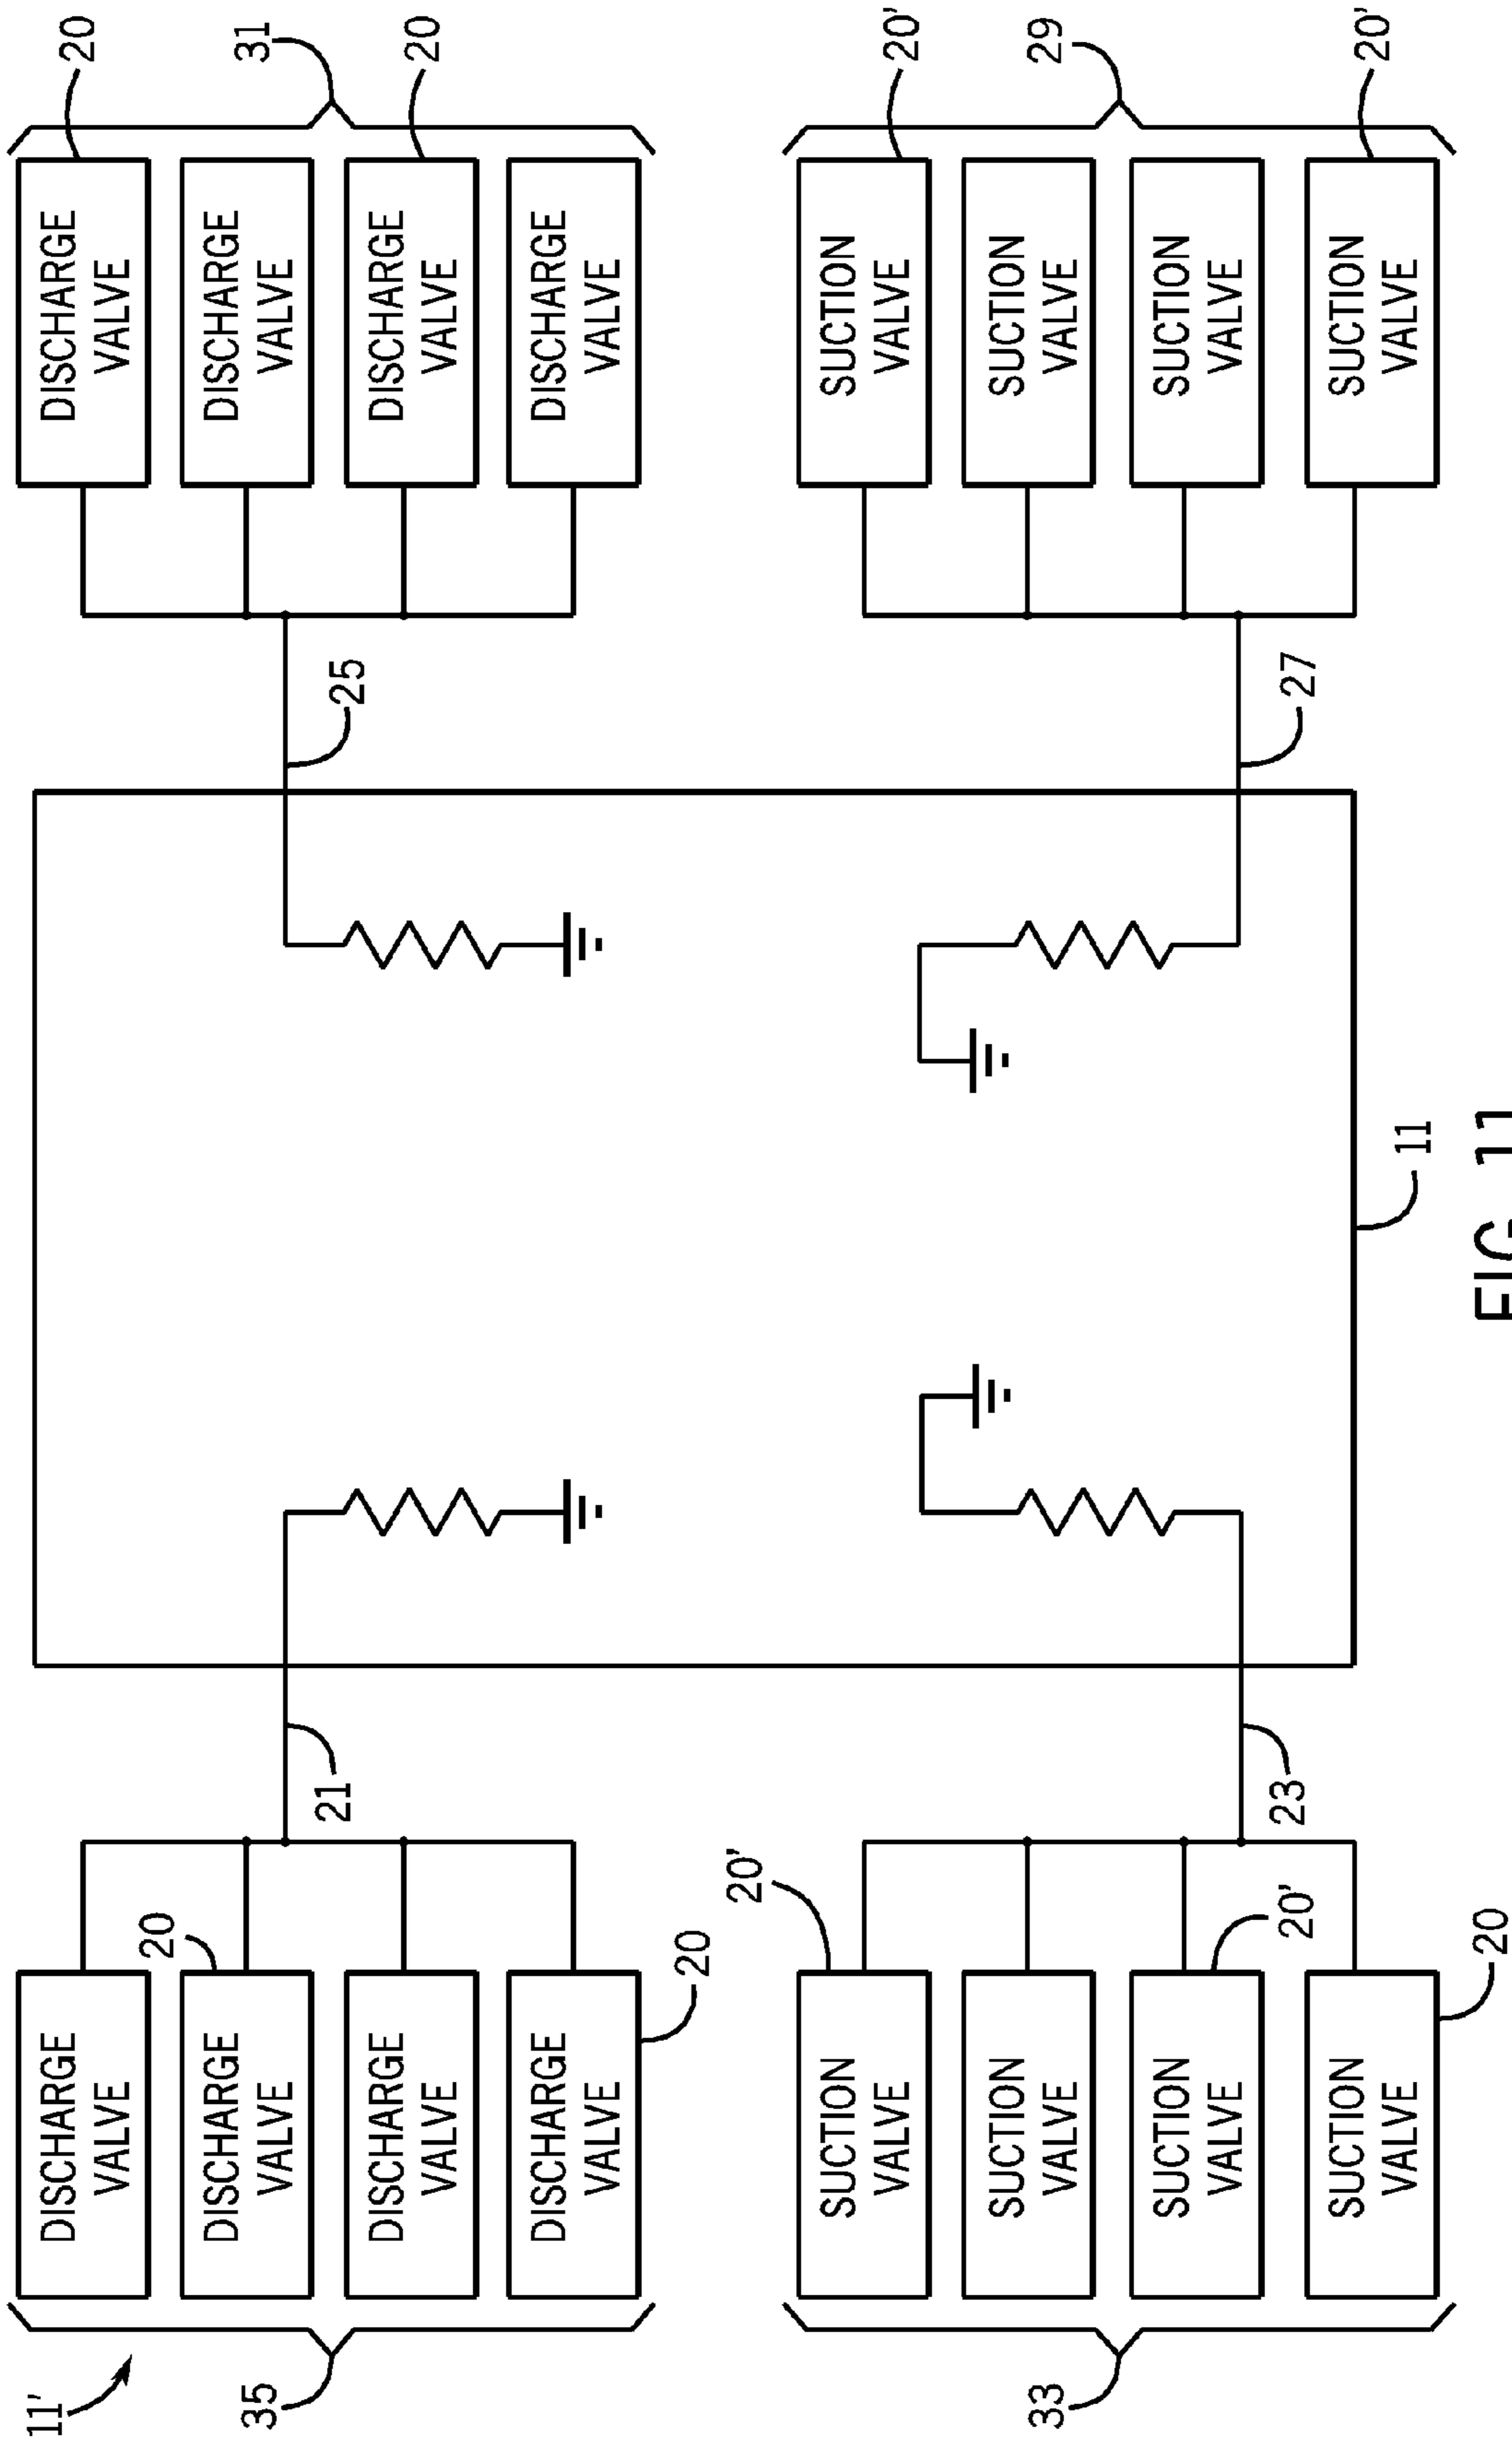 11'
DISCHARGE
VALVE
DISCHARGE
VALVE
DISCHARGE
VALVE
DISCHARGE
VALVE
35
20
20
21
DISCHARGE
VALVE
DISCHARGE
VALVE
DISCHARGE
VALVE
DISCHARGE
VALVE
20
31
20
25
SUCTION
VALVE
SUCTION
VALVE
SUCTION
VALVE
SUCTION
VALVE
33
20'
20'
20
23
SUCTION
VALVE
SUCTION
VALVE
SUCTION
VALVE
SUCTION
VALVE
20'
29
20'
27
11
FIG. 11